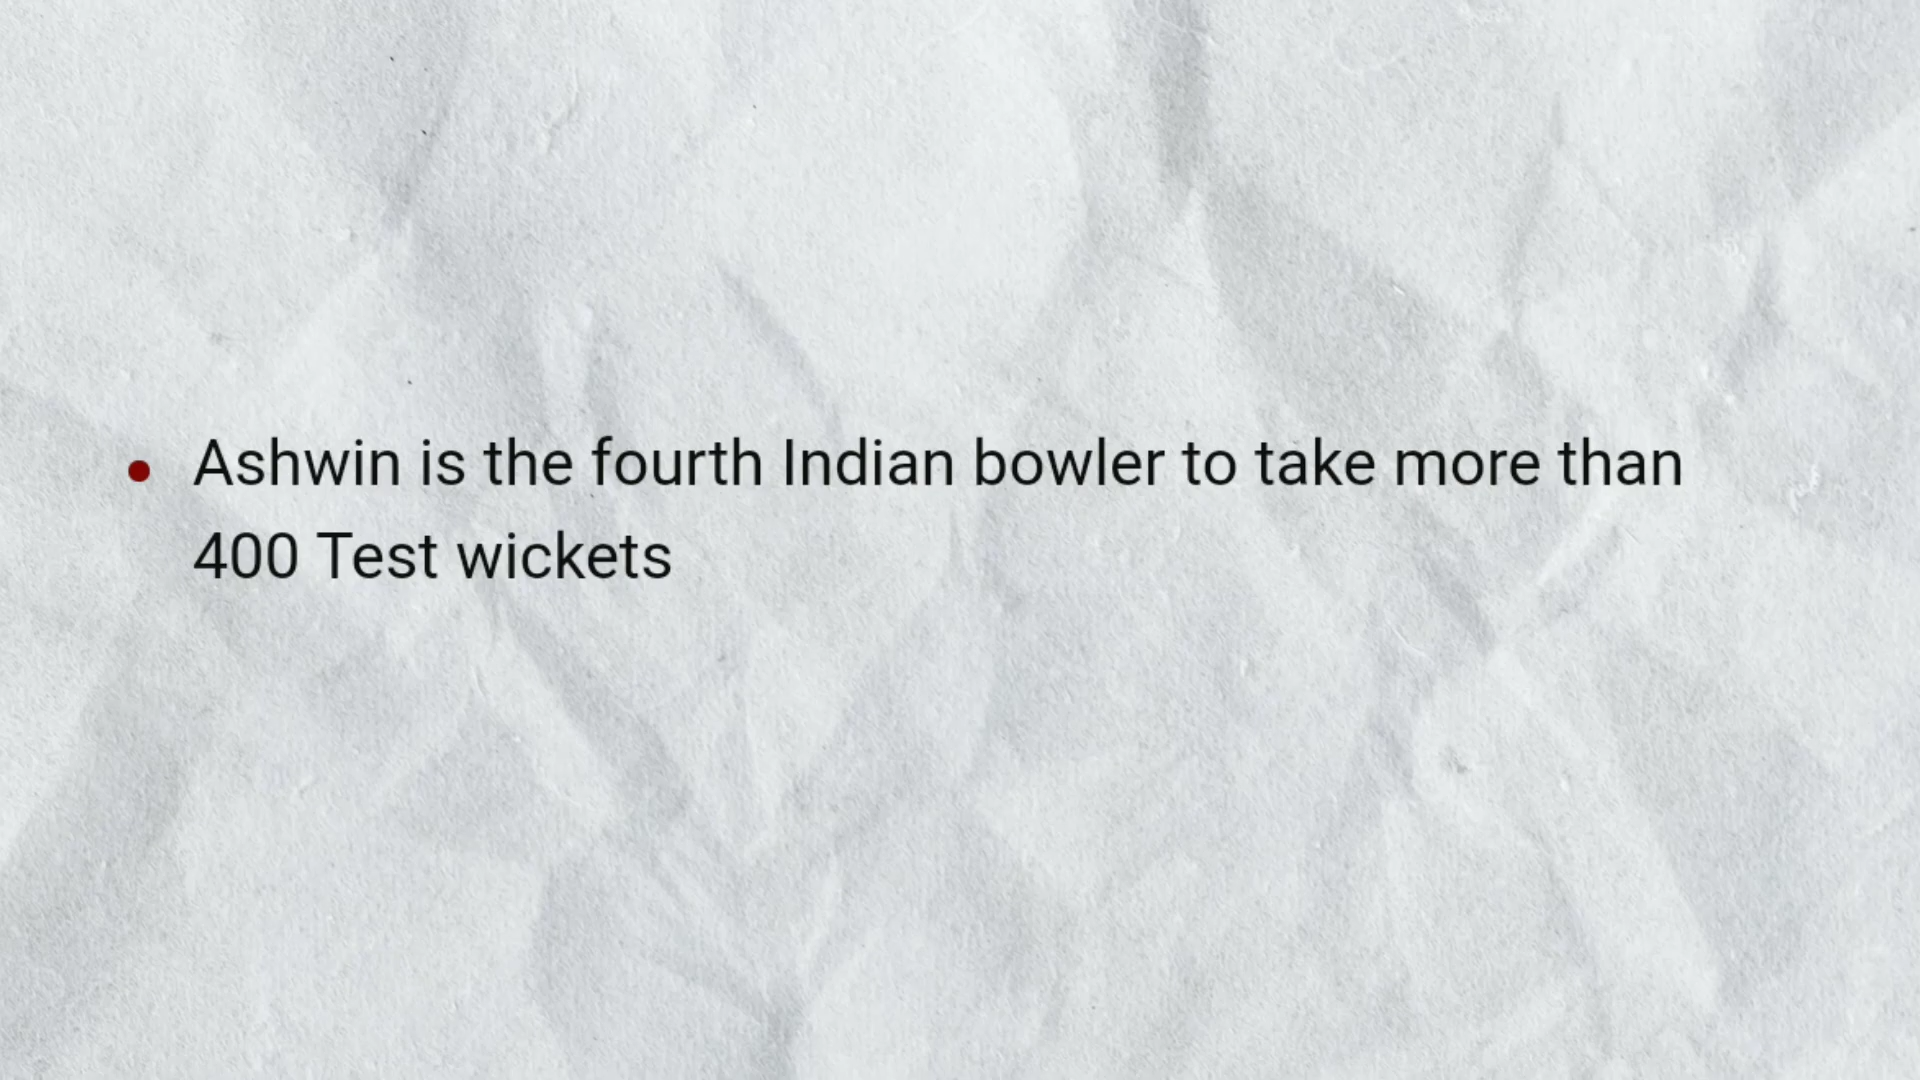 • Ashwin is the fourth Indian bowler to take more than
400 Test wickets